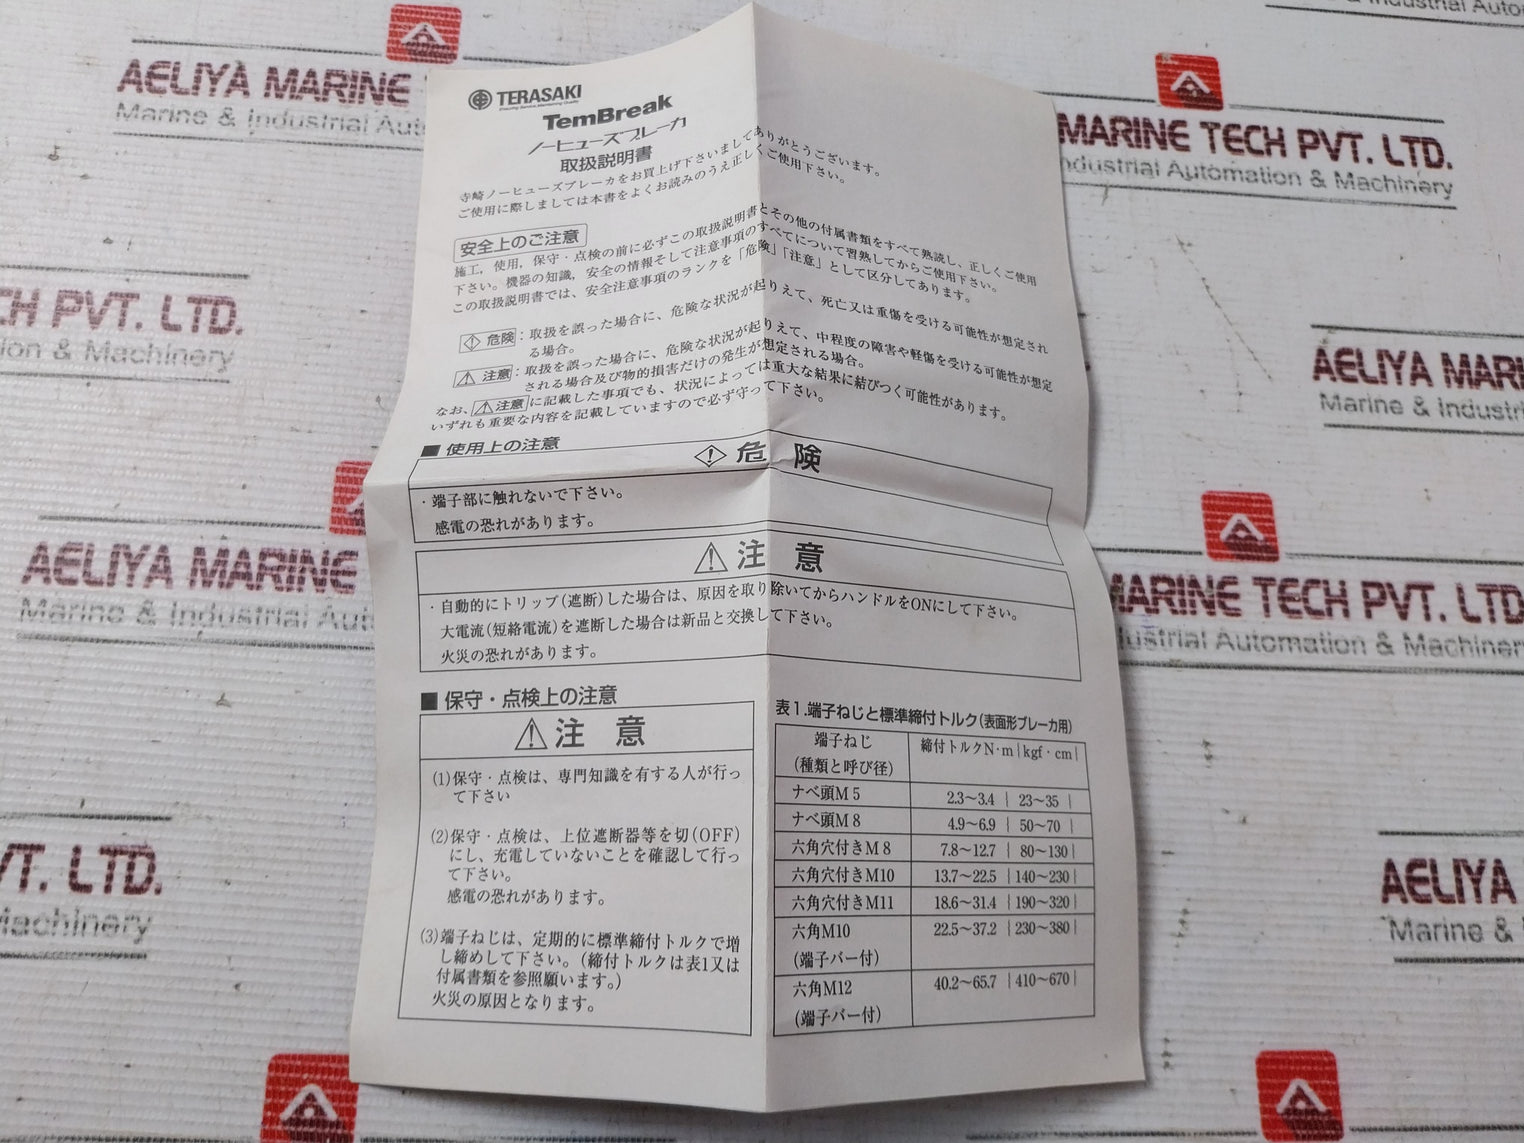 TERASAKI
TemBreak
ノーヒューズブレーカ
取扱説明書
寺崎ノーヒューズブレーカをお買上げ下さいましてありがとうございます。
ご使用に際しましては本書をよくお読みのうえ正しくご使用下さい。
安全上のご注意
施工，使用，保守・点検の前に必ずこの取扱説明書とその他の付属書類をすべて熟読し、正しくご使用
下さい。機器の知識，安全の情報そして注意事項のすべてについて習熟してからご使用下さい。
この取扱説明書では、安全注意事項のランクを「危険」「注意」として区分してあります。
危険：取扱を誤った場合に、危険な状況が起りえて、死亡又は重傷を受ける可能性が想定され
る場合。
注意：取扱を誤った場合に、危険な状況が起りえて、中程度の障害や軽傷を受ける可能性が想定
される場合及び物的損害だけの発生が想定される場合。
なお、注意に記載した事項でも、状況によっては重大な結果に結びつく可能性があります。
いずれも重要な内容を記載していますので必ず守って下さい。
■ 使用上の注意
危 険
・端子部に触れないで下さい。
感電の恐れがあります。
注 意
・自動的にトリップ(遮断)した場合は、原因を取り除いてからハンドルをONにして下さい。
大電流(短絡電流)を遮断した場合は新品と交換して下さい。
火災の恐れがあります。
■ 保守・点検上の注意
注 意
(1)保守・点検は、専門知識を有する人が行っ
て下さい
(2)保守・点検は、上位遮断器等を切(OFF)
にし、充電していないことを確認して行っ
て下さい。
感電の恐れがあります。
(3)端子ねじは、定期的に標準締付トルクで増
し締めして下さい。(締付トルクは表1又は
付属書類を参照願います。)
火災の原因となります。
表1.端子ねじと標準締付トルク(表面形ブレーカ用)
端子ねじ
(種類と呼び径) 締付トルクN・m｜kgf・cm｜
ナベ頭M5 2.3～3.4 ｜23～35｜
ナベ頭M8 4.9～6.9 ｜50～70｜
六角穴付きM8 7.8～12.7 ｜80～130｜
六角穴付きM10 13.7～22.5 ｜140～230｜
六角穴付きM11 18.6～31.4 ｜190～320｜
六角M10 22.5～37.2 ｜230～380｜
(端子バー付)
六角M12 40.2～65.7 ｜410～670｜
(端子バー付)
AELIYA MARINE
Marine & Industrial Aut
MARINE TECH PVT. LTD.
ndustrial Automation & Machinery
CH PVT. LTD.
ion & Machinery
AELIYA MAR
Marine & Industri
AELIYA MARINE
Marine & Industrial Aut
MARINE TECH PVT. LTD
dustrial Automation & Machinery
VT. LTD.
Machinery
AELIYA
Marine &